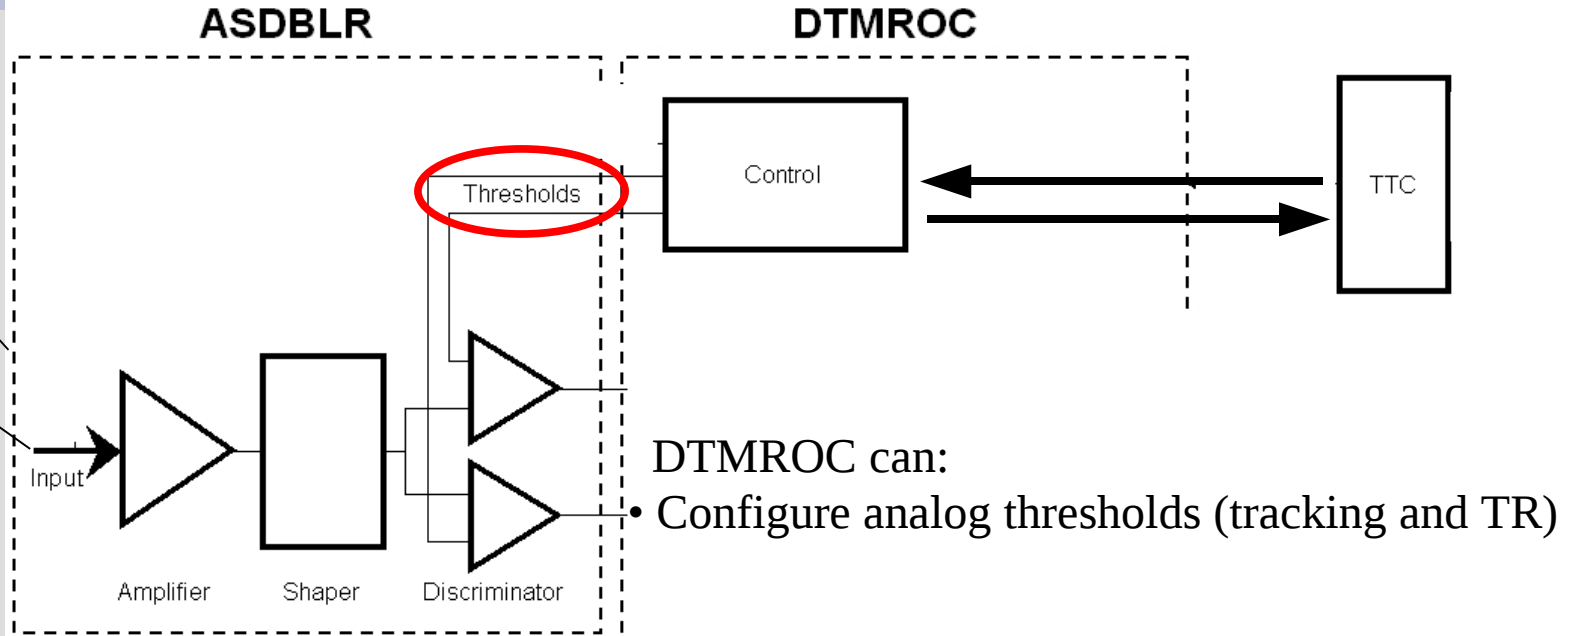 ASDBLR
DTMROC
Thresholds
Control
TTC
Input
Amplifier
Shaper
Discriminator
DTMROC can:
• Configure analog thresholds (tracking and TR)